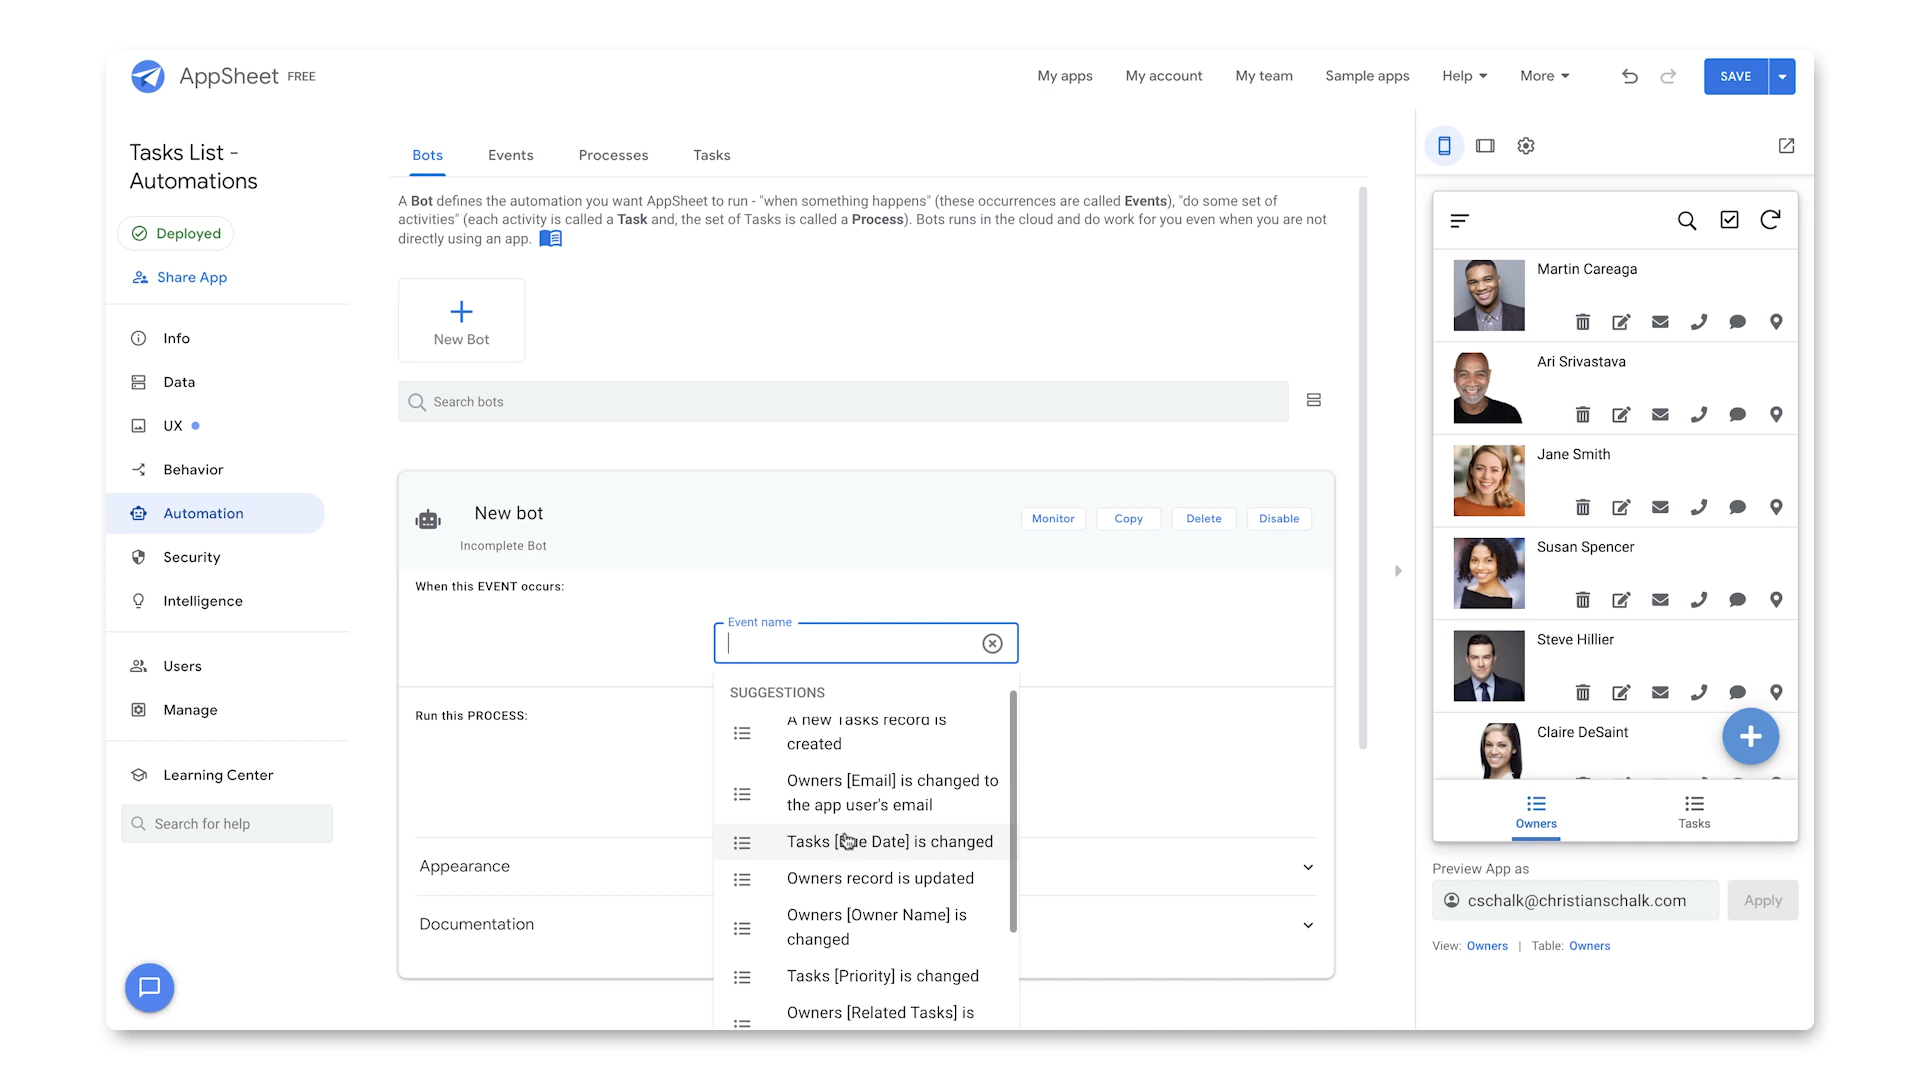 AppSheet FREE
My apps
My account
My team
Sample apps
Help
More
SAVE
Tasks List -
Automations
Deployed
Share App
Info
Data
UX
Behavior
Automation
Security
Intelligence
Users
Manage
Learning Center
Search for help
Bots
Events
Processes
Tasks
A Bot defines the automation you want AppSheet to run - "when something happens" (these occurrences are called Events), "do some set of
activities" (each activity is called a Task and, the set of Tasks is called a Process). Bots runs in the cloud and do work for you even when you are not
directly using an app.
New Bot
Search bots
New bot
Incomplete Bot
Monitor
Copy
Delete
Disable
When this EVENT occurs:
Event name
Run this PROCESS:
SUGGESTIONS
A new Tasks record is
created
Owners [Email] is changed to
the app user's email
Tasks [Due Date] is changed
Owners record is updated
Owners [Owner Name] is
changed
Tasks [Priority] is changed
Owners [Related Tasks] is
Appearance
Documentation
Martin Careaga
Ari Srivastava
Jane Smith
Susan Spencer
Steve Hillier
Claire DeSaint
Owners
Tasks
Preview App as
cschalk@christianschalk.com
Apply
View: Owners | Table: Owners